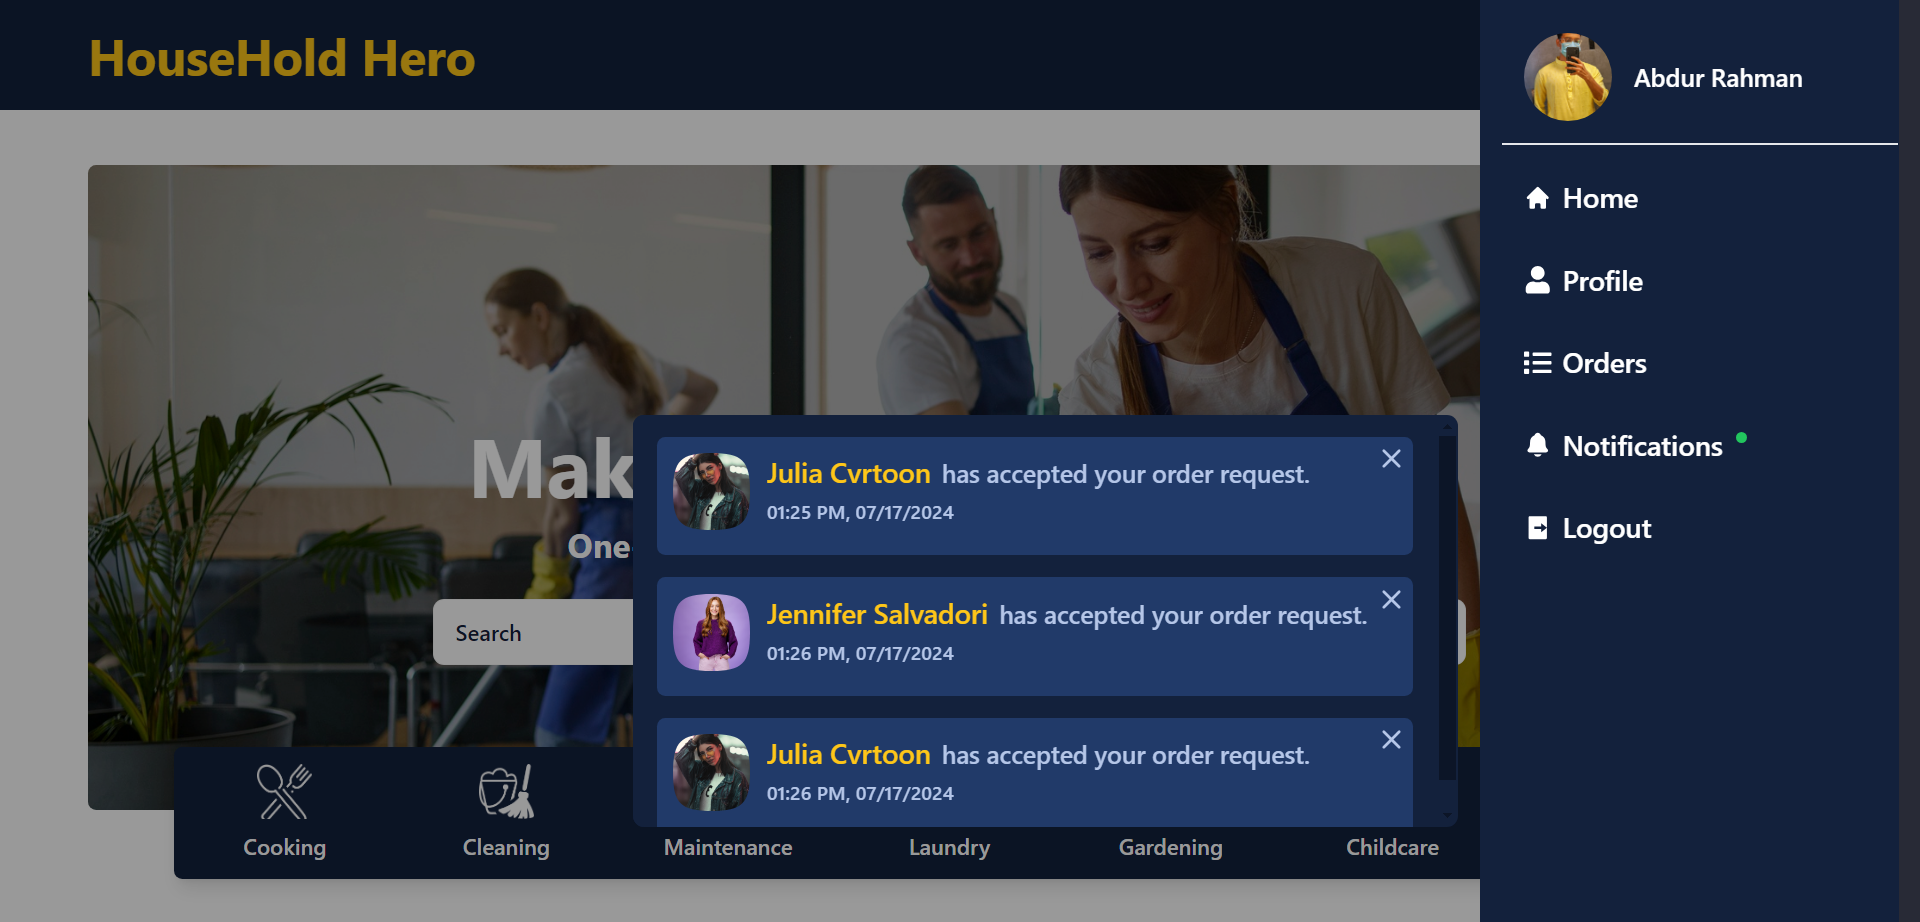 HouseHold Hero
Abdur Rahman
Home
Profile
Orders
Notifications
Logout
Mak
One-
Search
Julia Cvrtoon has accepted your order request.
01:25 PM, 07/17/2024
Jennifer Salvadori has accepted your order request.
01:26 PM, 07/17/2024
Julia Cvrtoon has accepted your order request.
01:26 PM, 07/17/2024
Cooking
Cleaning
Maintenance
Laundry
Gardening
Childcare